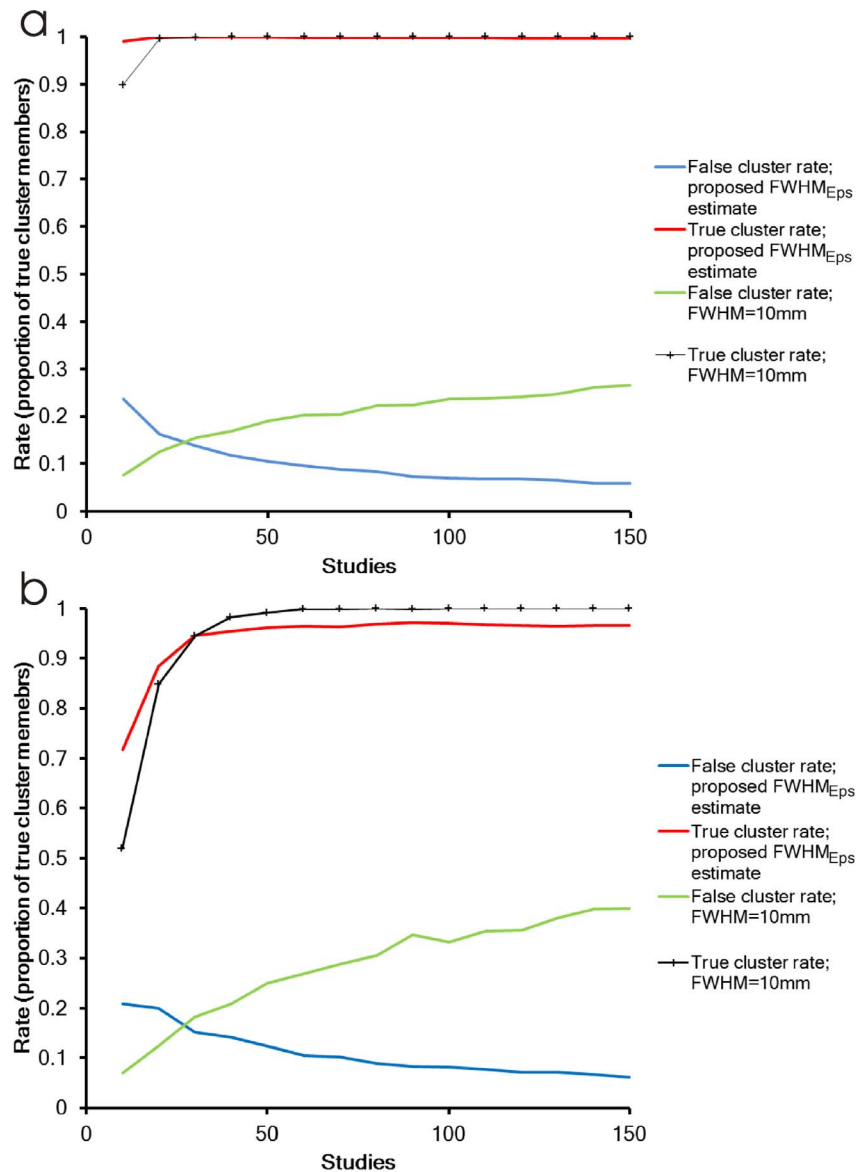 a
1
0.9
0.8
0.7
0.6
0.5
0.4
0.3
0.2
0.1
0
0
50
100
150
Rate (proportion of true cluster members)
Studies
False cluster rate;
proposed FWHMEps
estimate
True cluster rate;
proposed FWHMEps
estimate
False cluster rate;
FWHM=10mm
True cluster rate;
FWHM=10mm
b
1
0.9
0.8
0.7
0.6
0.5
0.4
0.3
0.2
0.1
0
0
50
100
150
Rate (proportion of true cluster memebrs)
Studies
False cluster rate;
proposed FWHMEps
estimate
True cluster rate;
proposed FWHMEps
estimate
False cluster rate;
FWHM=10mm
True cluster rate;
FWHM=10mm